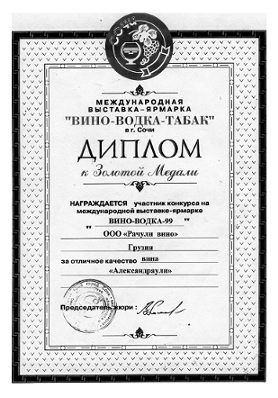 МЕЖДУНАРОДНАЯ
ВЫСТАВКА-ЯРМАРКА
"ВИНО-ВОДКА-ТАБАК"
в г. Сочи
ДИПЛОМ
к Золотой Медали
НАГРАЖДАЕТСЯ участник конкурса на
международной выставке-ярмарке
" ВИНО-ВОДКА-99 "
ООО «Рачули вино»
Грузия
за отличное качество вина
«Александраули»
Председатель жюри: